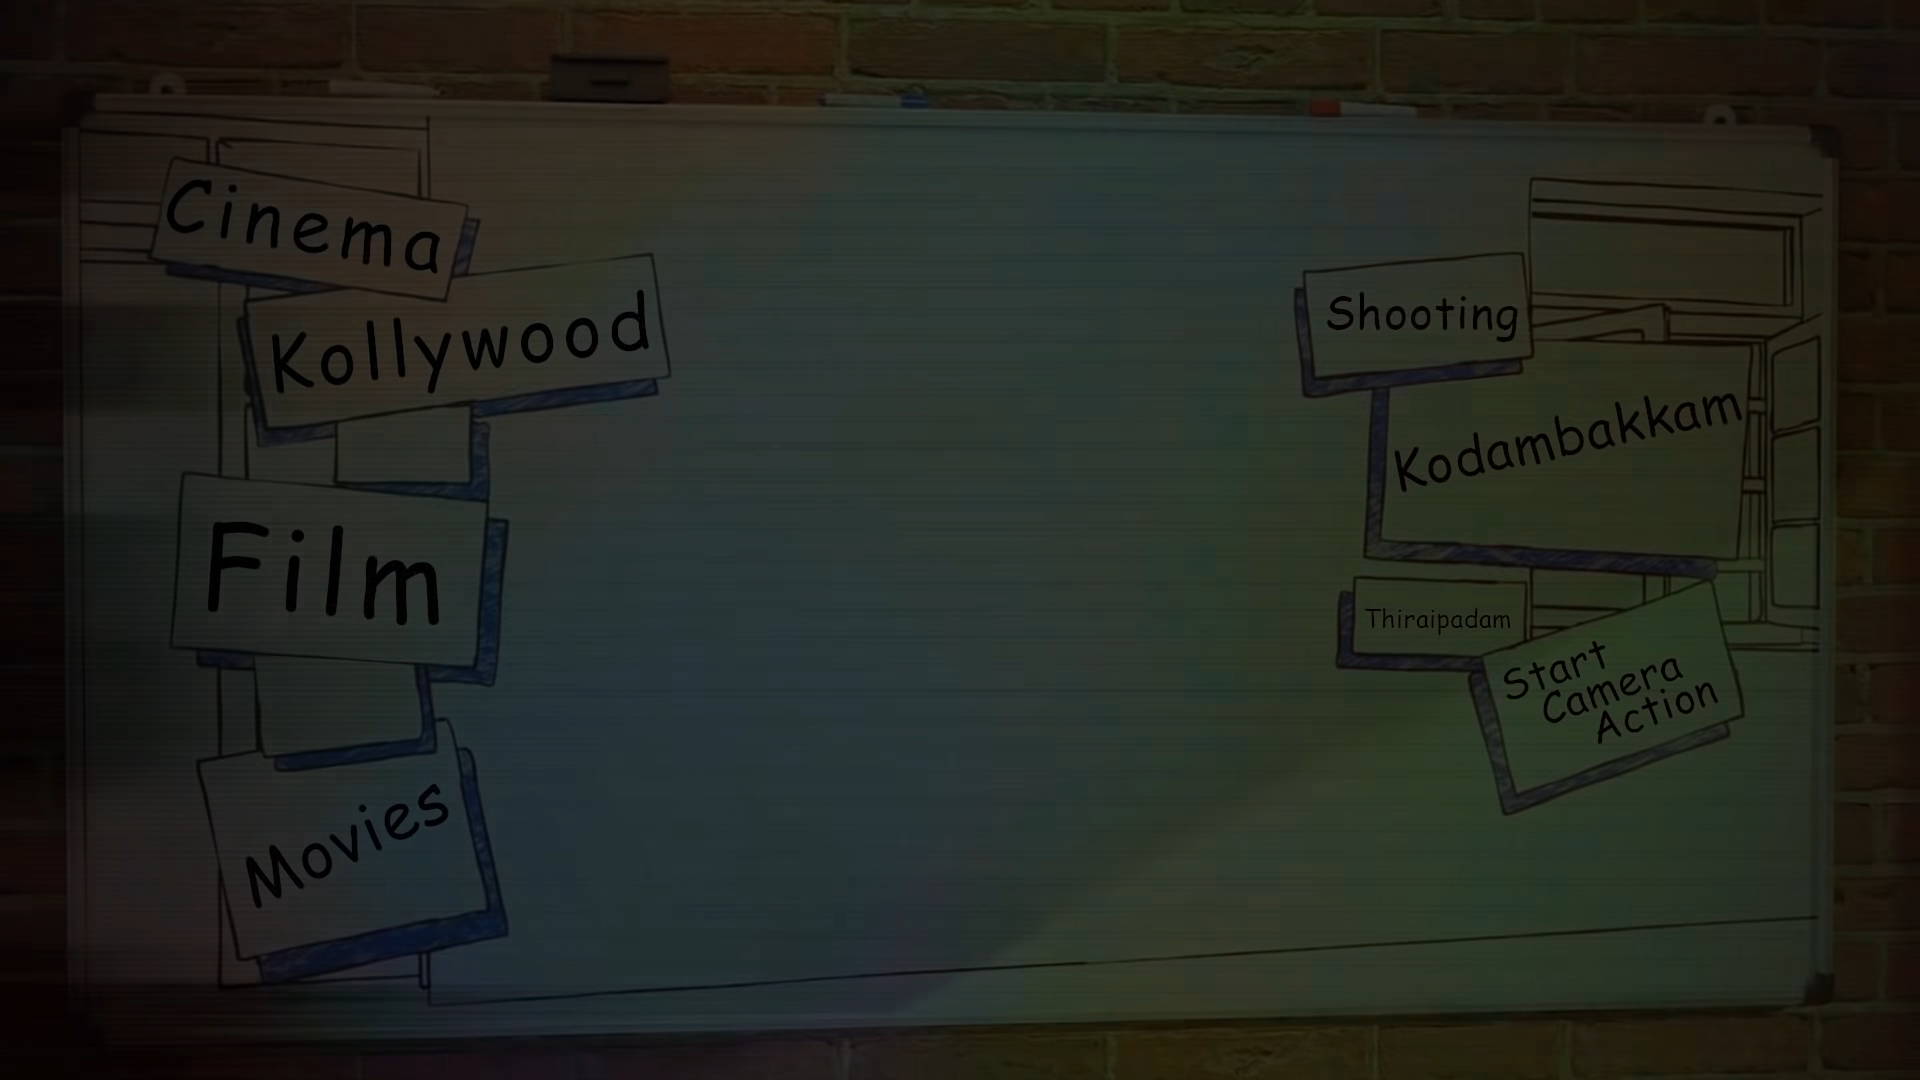 Cinema
Kollywood
Film
Movies
Shooting
Kodambakkam
Thiraipadam
Start
Camera
Action